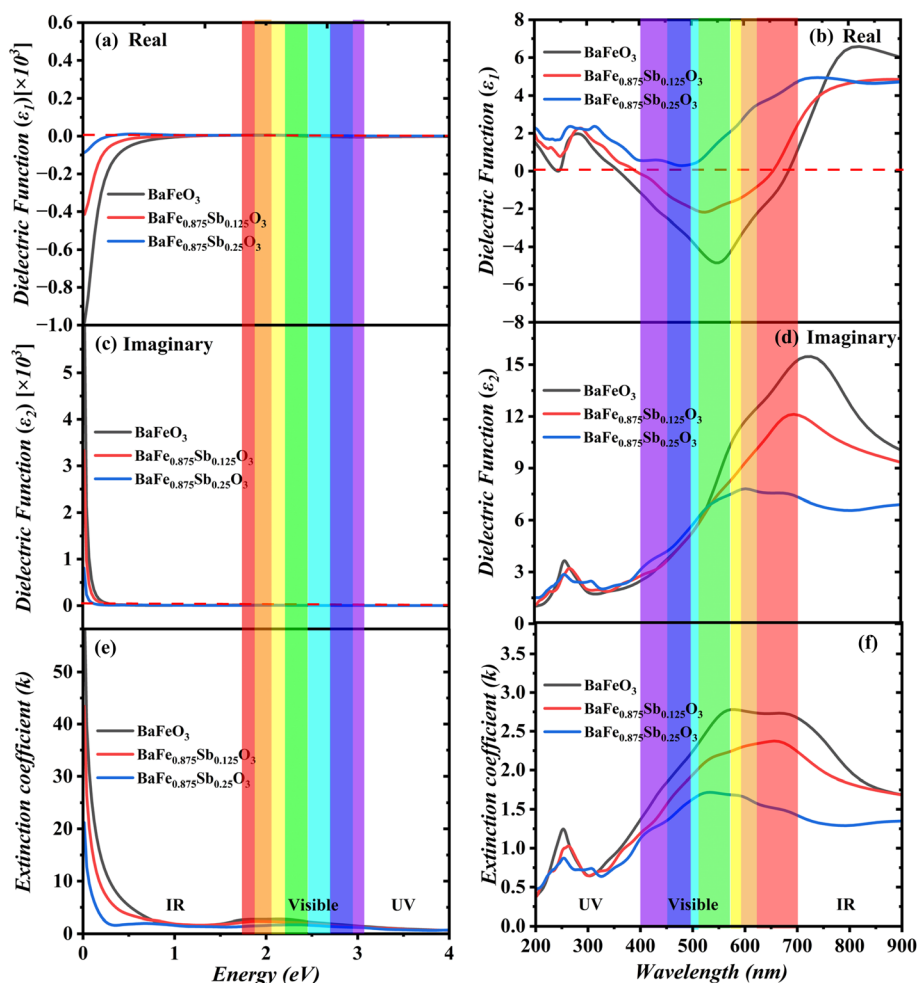 (a) Real
Dielectric Function (ε1)[×10³]
0.6
0.4
0.2
0.0
−0.2
−0.4
−0.6
−0.8
−1.0
BaFeO₃
BaFe₀.₈₇₅Sb₀.₁₂₅O₃
BaFe₀.₈₇₅Sb₀.₂₅O₃
(b) Real
Dielectric Function (ε₁)
8
6
4
2
0
−2
−4
−6
−8
BaFeO₃
BaFe₀.₈₇₅Sb₀.₁₂₅O₃
BaFe₀.₈₇₅Sb₀.₂₅O₃
(c) Imaginary
Dielectric Function (ε₂) [×10³]
5
4
3
2
1
0
BaFeO₃
BaFe₀.₈₇₅Sb₀.₁₂₅O₃
BaFe₀.₈₇₅Sb₀.₂₅O₃
(d) Imaginary
Dielectric Function (ε₂)
15
12
9
6
3
0
BaFeO₃
BaFe₀.₈₇₅Sb₀.₁₂₅O₃
BaFe₀.₈₇₅Sb₀.₂₅O₃
(e)
Extinction coefficient (k)
50
40
30
20
10
0
BaFeO₃
BaFe₀.₈₇₅Sb₀.₁₂₅O₃
BaFe₀.₈₇₅Sb₀.₂₅O₃
IR Visible UV
0 1 2 3 4
Energy (eV)
(f)
Extinction coefficient (k)
3.5
3.0
2.5
2.0
1.5
1.0
0.5
0.0
BaFeO₃
BaFe₀.₈₇₅Sb₀.₁₂₅O₃
BaFe₀.₈₇₅Sb₀.₂₅O₃
UV Visible IR
200 300 400 500 600 700 800 900
Wavelength (nm)